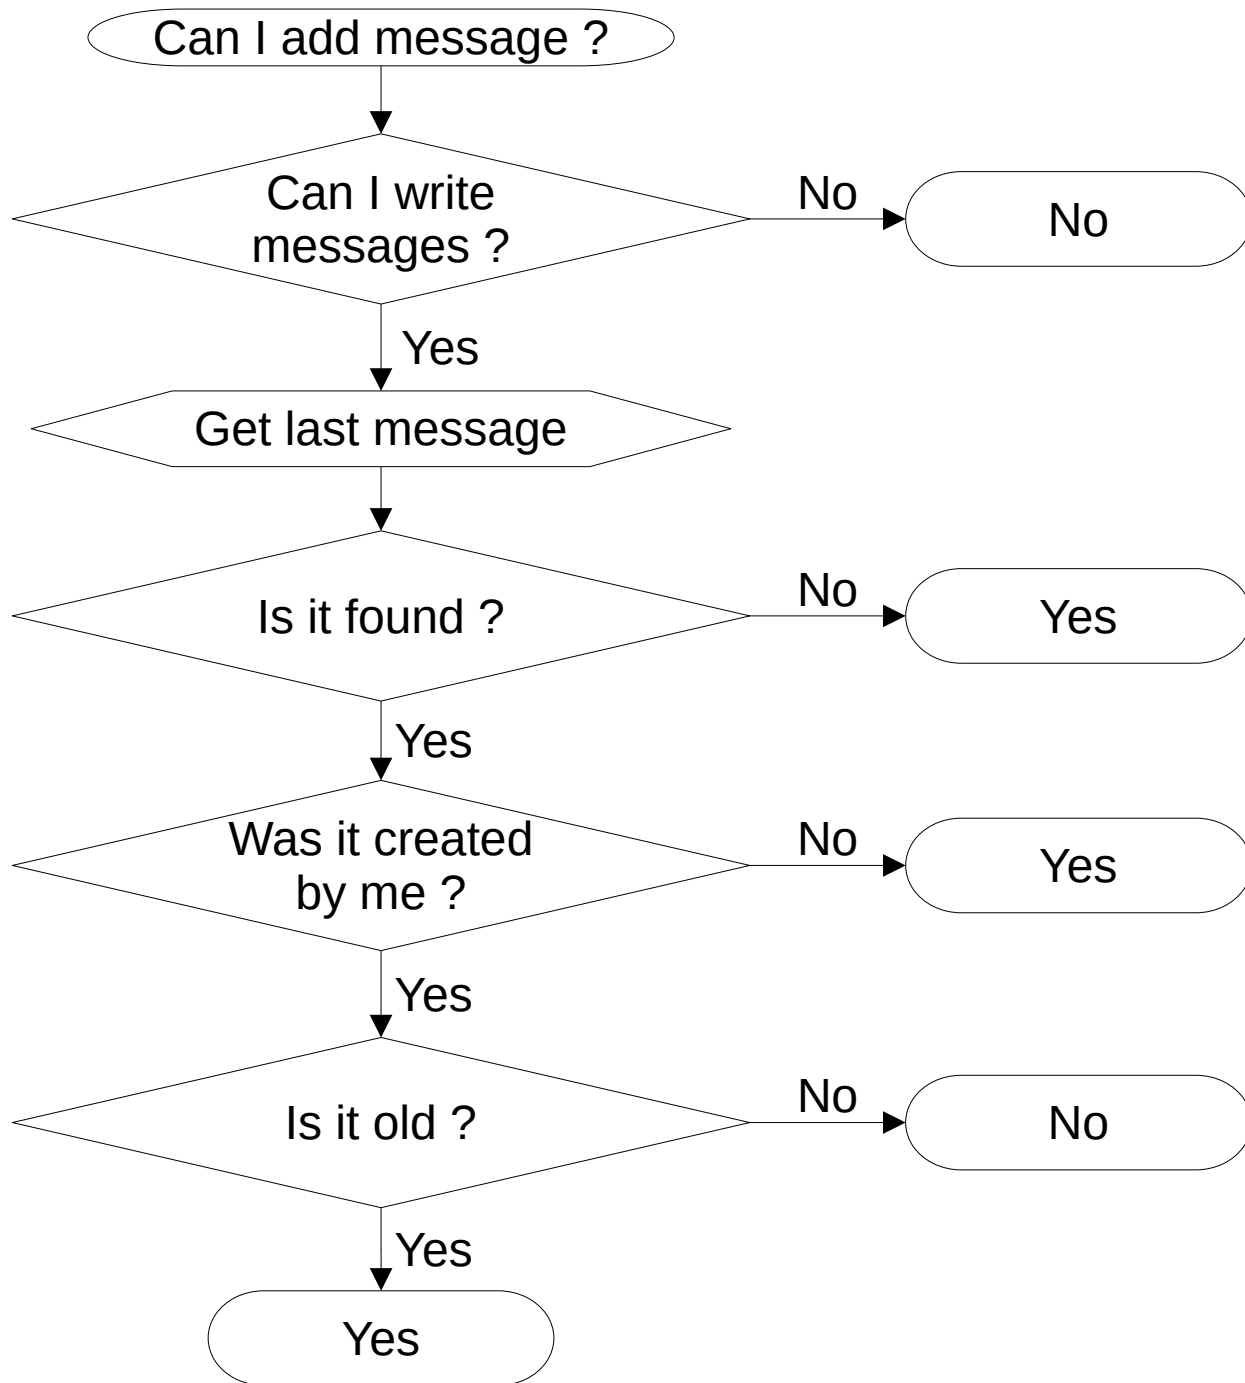 Can I add message ?
Can I write
messages ?
No
No
Yes
Get last message
Is it found ?
No
Yes
Yes
Was it created
by me ?
No
Yes
Yes
Is it old ?
No
No
Yes
Yes